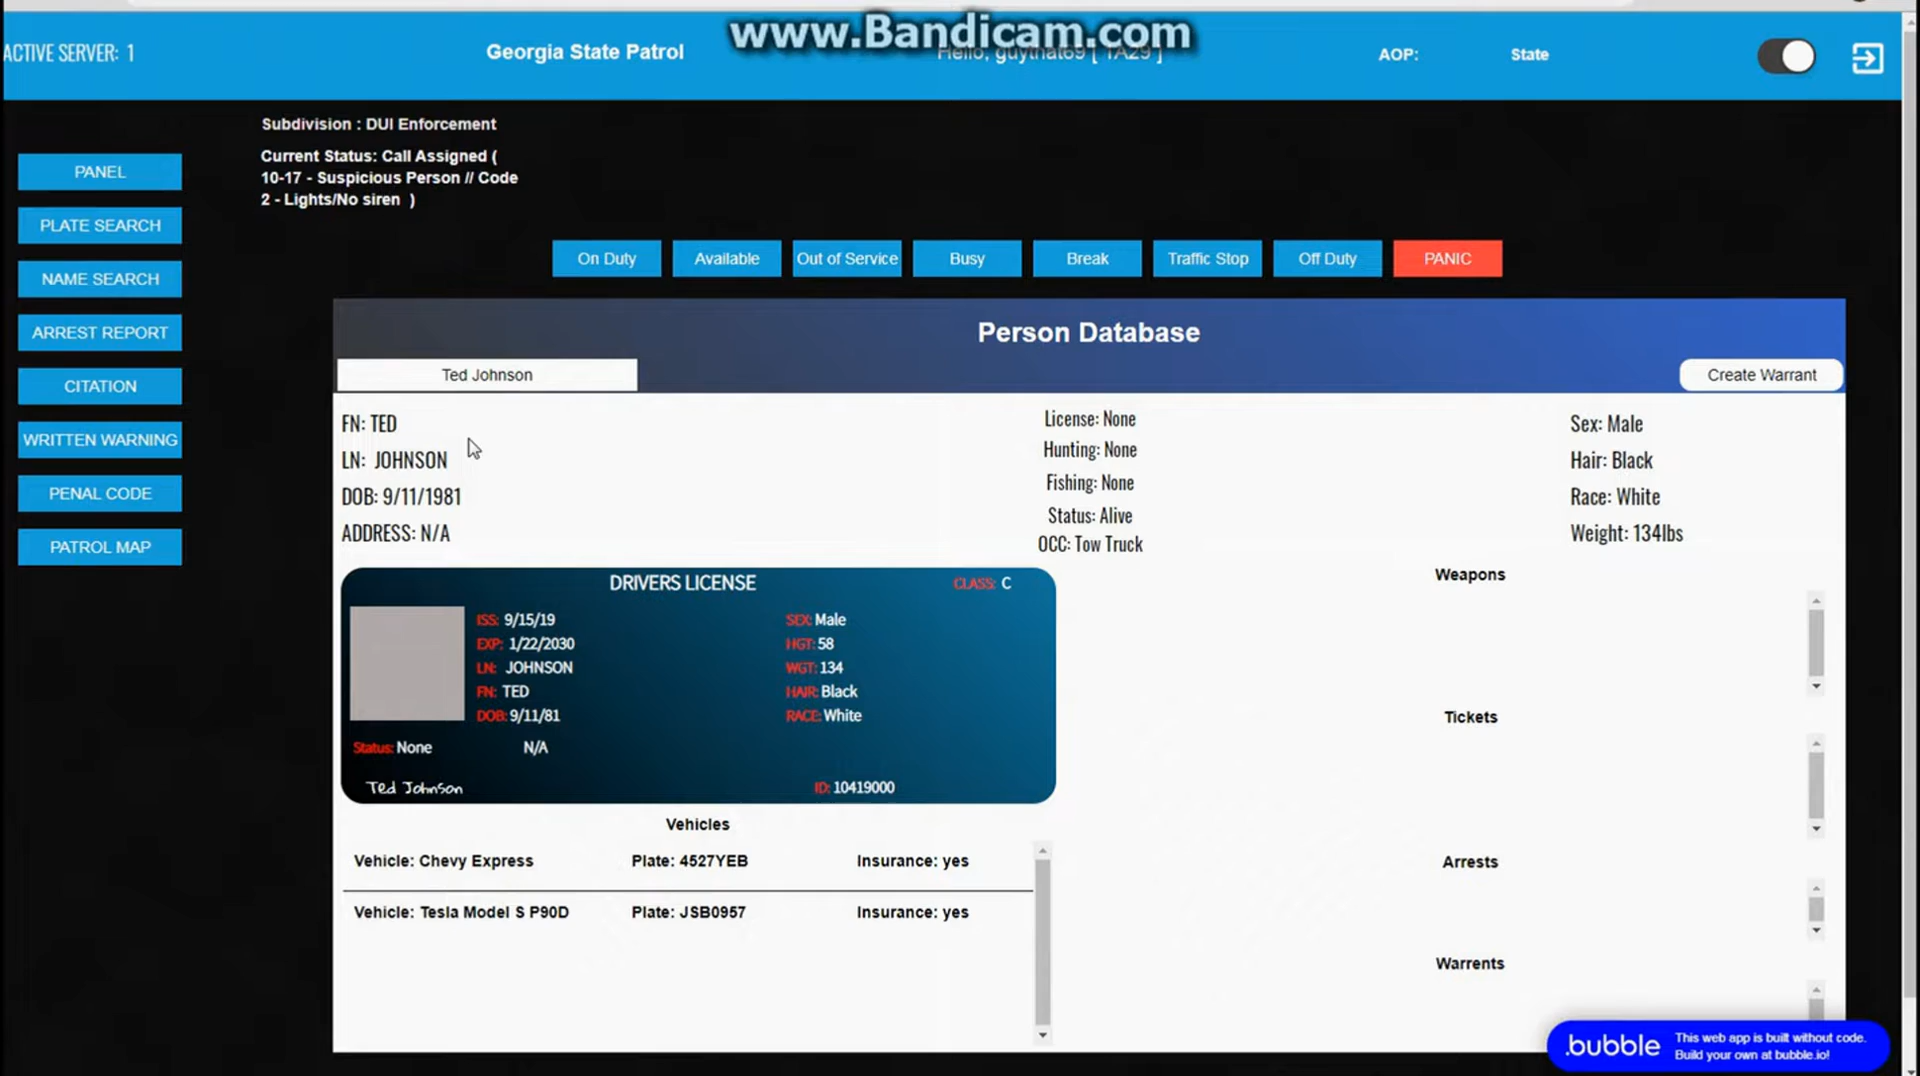 www.Bandicam.com
ACTIVE SERVER: 1
Georgia State Patrol
Hello, guythat69 [ 1A29 ]
AOP:
State
Subdivision : DUI Enforcement
Current Status: Call Assigned (
10-17 - Suspicious Person // Code
2 - Lights/No siren )
PANEL
PLATE SEARCH
NAME SEARCH
ARREST REPORT
CITATION
WRITTEN WARNING
PENAL CODE
PATROL MAP
On Duty
Available
Out of Service
Busy
Break
Traffic Stop
Off Duty
PANIC
Person Database
Ted Johnson
Create Warrant
FN: TED
LN: JOHNSON
DOB: 9/11/1981
ADDRESS: N/A
License: None
Hunting: None
Fishing: None
Status: Alive
OCC: Tow Truck
Sex: Male
Hair: Black
Race: White
Weight: 134lbs
DRIVERS LICENSE
CLASS: C
ISS: 9/15/19
EXP: 1/22/2030
LN: JOHNSON
FN: TED
DOB: 9/11/81
SEX: Male
HGT: 58
WGT: 134
HAIR: Black
RACE: White
Status: None
N/A
Ted Johnson
ID: 10419000
Vehicles
Vehicle: Chevy Express Plate: 4527YEB Insurance: yes
Vehicle: Tesla Model S P90D Plate: JSB0957 Insurance: yes
Weapons
Tickets
Arrests
Warrents
.bubble
This web app is built without code.
Build your own at bubble.io!